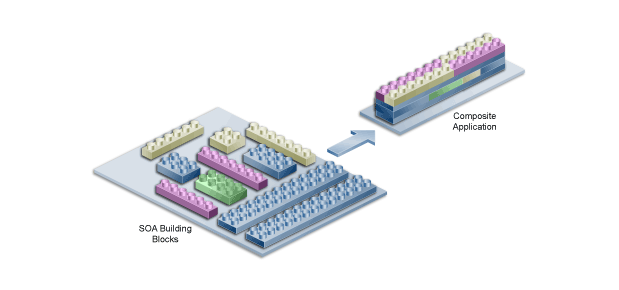 Composite
Application
SOA Building
Blocks